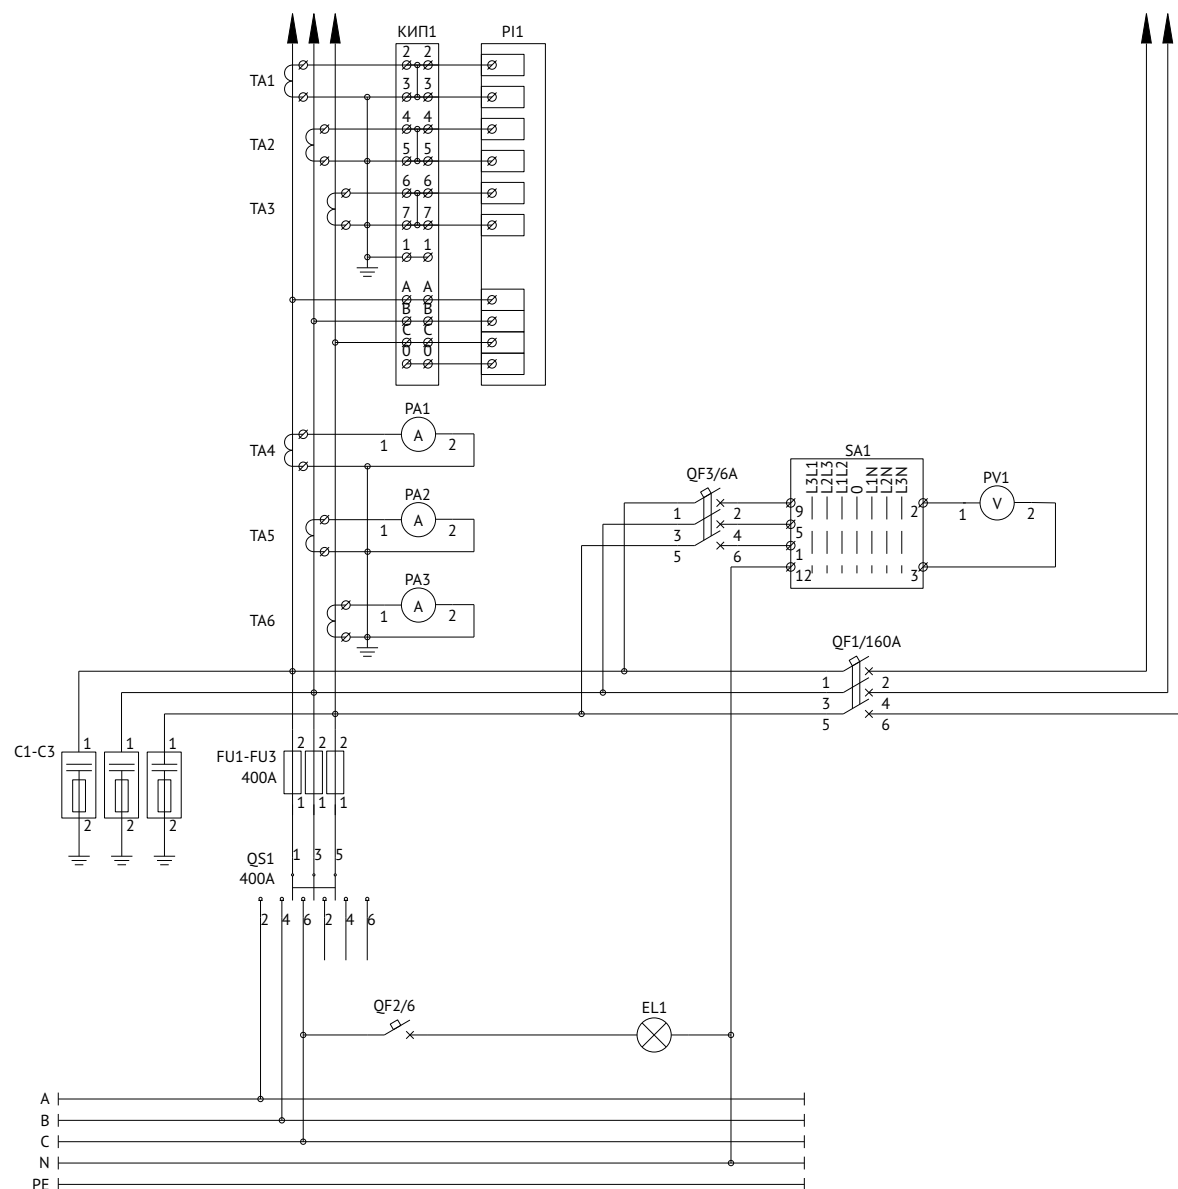 КИП1 PI1
2 2
TA1
3 3
4 4
TA2
5 5
6 6
TA3
7 7
1 1
A A
B B
C C
0 0
PA1
A
1 2
TA4
PA2
A
1 2
TA5
PA3
A
1 2
TA6
SA1
L3L1 L2L3 L1L2 0 L1N L2N L3N
QF3/6A
PV1
V
1 2
1 2
3 4
5 6
9 2
5
1
12 3
QF1/160A
1 2
3 4
5 6
C1-C3
1 1 1
2 2 2
FU1-FU3
400A
2 2 2
1 1 1
QS1
400A
1 3 5
2 4 6 2 4 6
QF2/6
EL1
A
B
C
N
PE